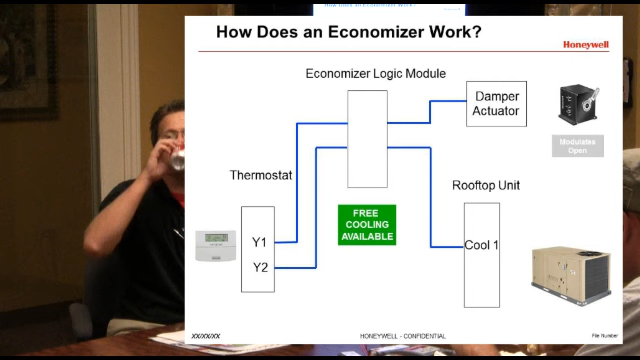 How Does an Economizer Work?
Honeywell
Economizer Logic Module
Damper
Actuator
Modulates
Open
Thermostat
Rooftop Unit
FREE
COOLING
AVAILABLE
Y1
Y2
Cool 1
XX/XX/XX
HONEYWELL - CONFIDENTIAL
File Number